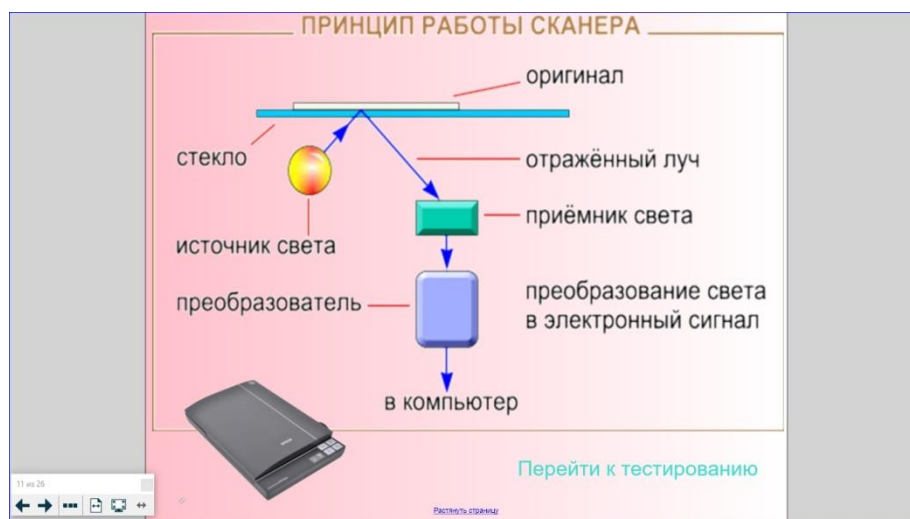 ПРИНЦИП РАБОТЫ СКАНЕРА
оригинал
стекло
отражённый луч
приёмник света
источник света
преобразователь
преобразование света
в электронный сигнал
в компьютер
Перейти к тестированию
11 из 26
Растянуть страницу